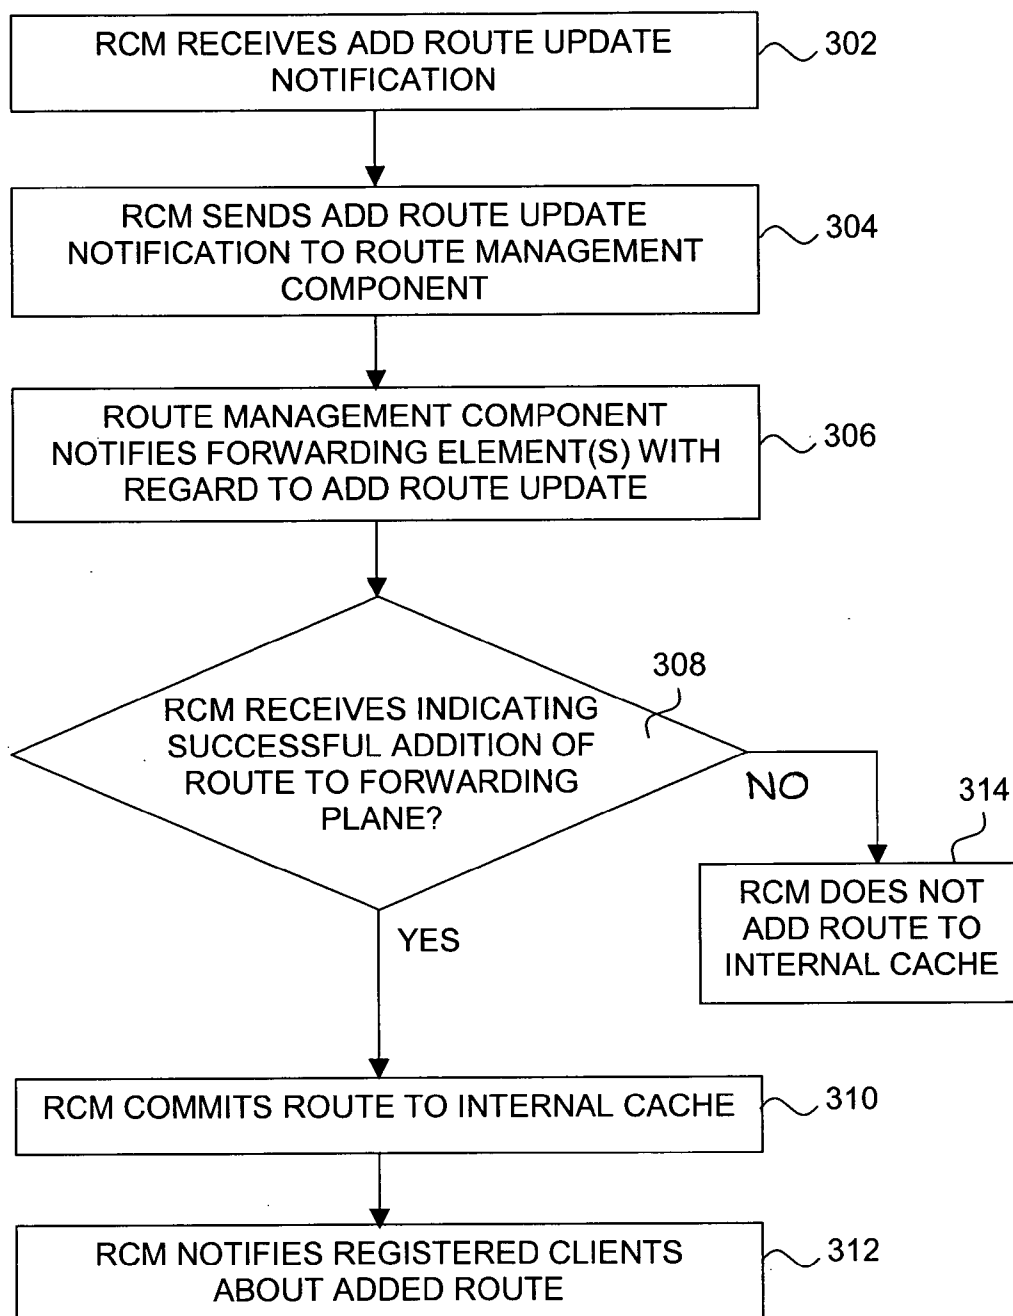 RCM RECEIVES ADD ROUTE UPDATE
NOTIFICATION
302
RCM SENDS ADD ROUTE UPDATE
NOTIFICATION TO ROUTE MANAGEMENT
COMPONENT
304
ROUTE MANAGEMENT COMPONENT
NOTIFIES FORWARDING ELEMENT(S) WITH
REGARD TO ADD ROUTE UPDATE
306
308
RCM RECEIVES INDICATING
SUCCESSFUL ADDITION OF
ROUTE TO FORWARDING
PLANE?
NO
314
RCM DOES NOT
ADD ROUTE TO
INTERNAL CACHE
YES
RCM COMMITS ROUTE TO INTERNAL CACHE
310
RCM NOTIFIES REGISTERED CLIENTS
ABOUT ADDED ROUTE
312